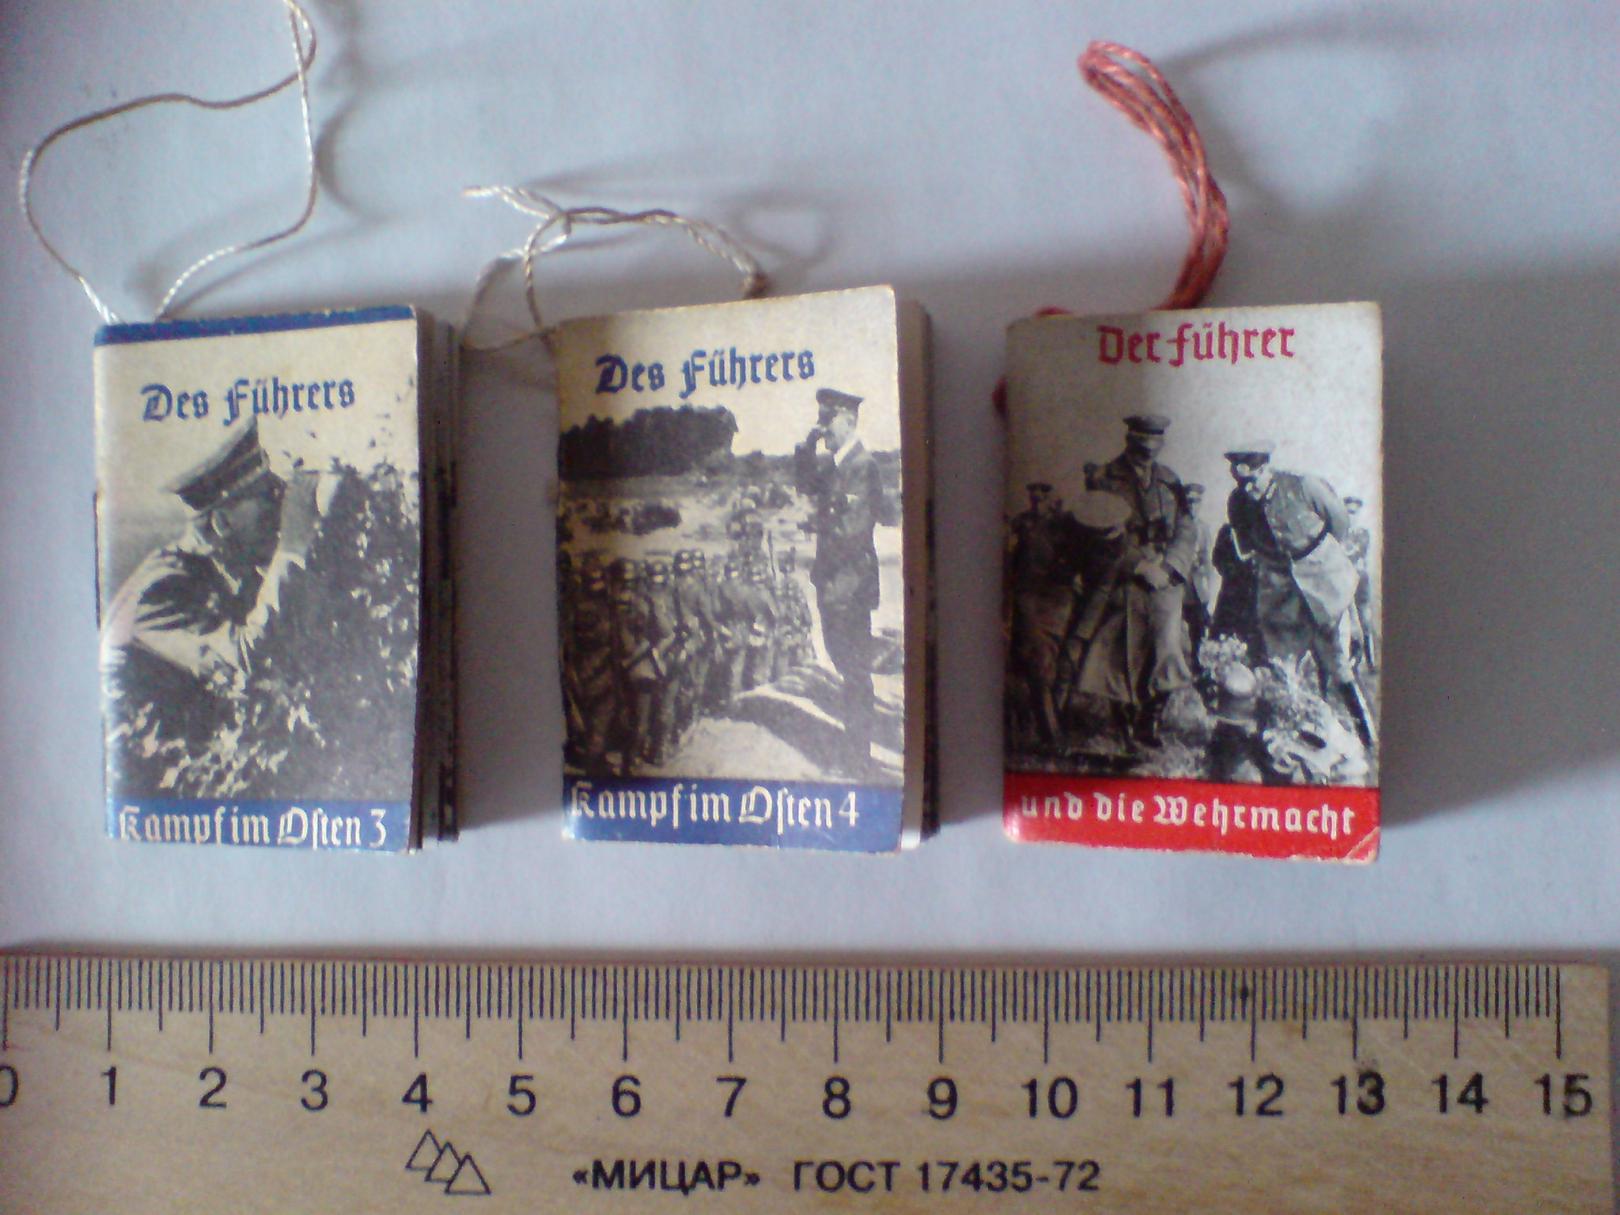 Des Führers
Kampf im Osten 3
Des Führers
Kampf im Osten 4
Der Führer
und die Wehrmacht
0 1 2 3 4 5 6 7 8 9 10 11 12 13 14 15
«МИЦАР» ГОСТ 17435-72